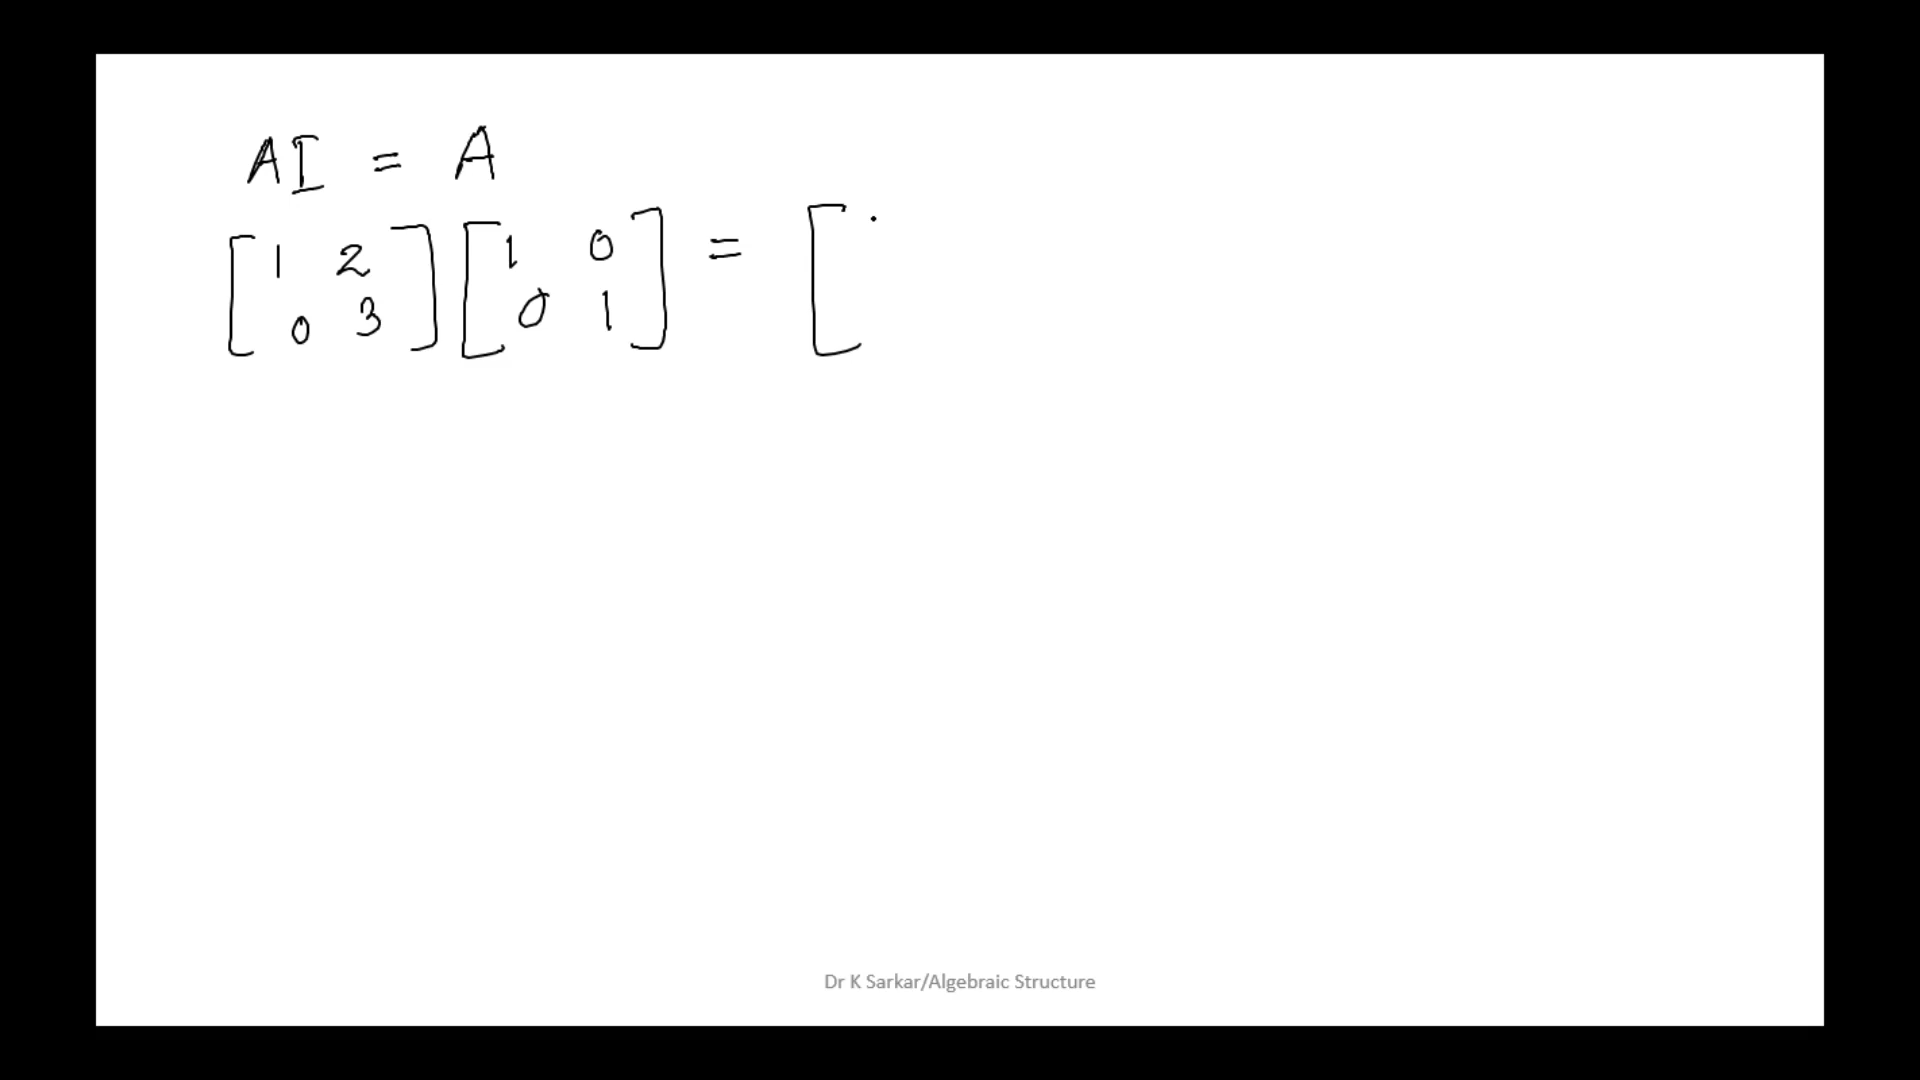 AI = A
[1 2 0 3] [1 0 0 1] = [
Dr K Sarkar/Algebraic Structure